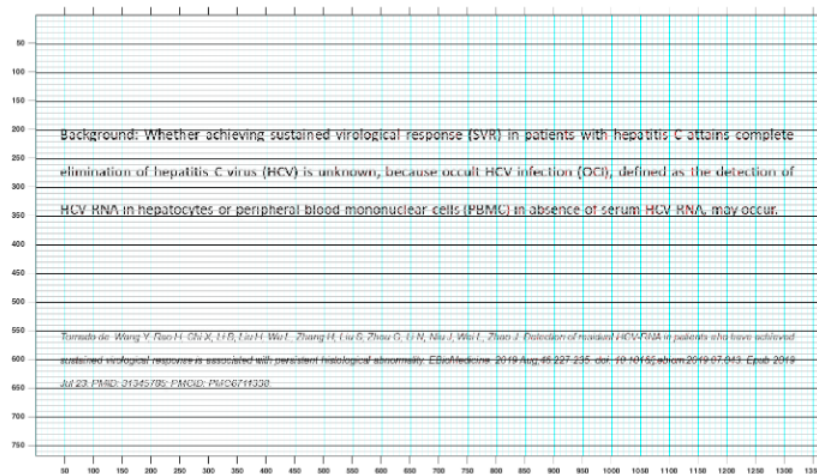 50
100
150
200
250
300
350
400
450
500
550
600
650
700
750
Background: Whether achieving sustained virological response (SVR) in patients with hepatitis C attains complete
elimination of hepatitis C virus (HCV) is unknown, because occult HCV infection (OCI), defined as the detection of
HCV RNA in hepatocytes or peripheral blood mononuclear cells (PBMC) in absence of serum HCV RNA, may occur.
Tomado de: Wang Y, Rao H, Chi X, Li B, Liu H, Wu L, Zhang H, Liu S, Zhou G, Li N, Niu J, Wei L, Zhao J. Detection of residual HCV-RNA in patients who have achieved
sustained virological response is associated with persistent histological abnormality. EBioMedicine. 2019 Aug;46:227-235. doi: 10.1016/j.ebiom.2019.07.043. Epub 2019
Jul 23. PMID: 31345785; PMCID: PMC6711330.
50 100 150 200 250 300 350 400 450 500 550 600 650 700 750 800 850 900 950 1000 1050 1100 1150 1200 1250 1300